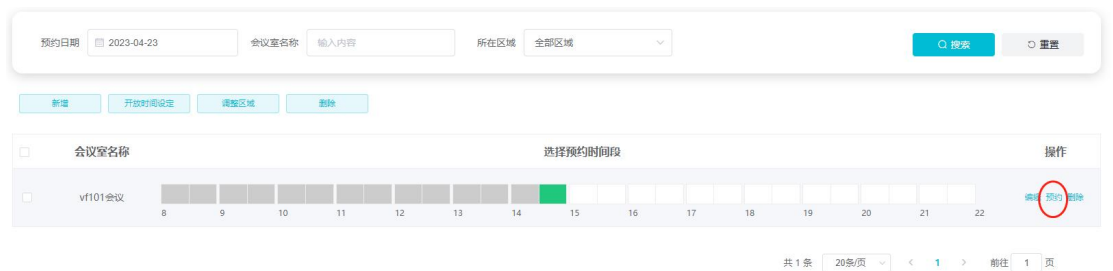 预约日期 2023-04-23 会议室名称 输入内容 所在区域 全部区域 搜索 重置
新增 开放时间设定 调整区域 删除
会议室名称 选择预约时间段 操作
vf101会议 编辑 预约 删除
8 9 10 11 12 13 14 15 16 17 18 19 20 21 22
共 1 条 20条/页 < 1 > 前往 1 页